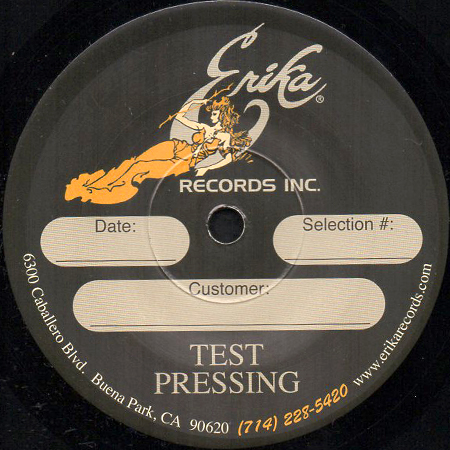 Erika®
RECORDS INC.
Date:
Selection #:
Customer:
TEST
PRESSING
6300 Caballero Blvd. Buena Park, CA 90620 (714) 228-5420 www.erikarecords.com